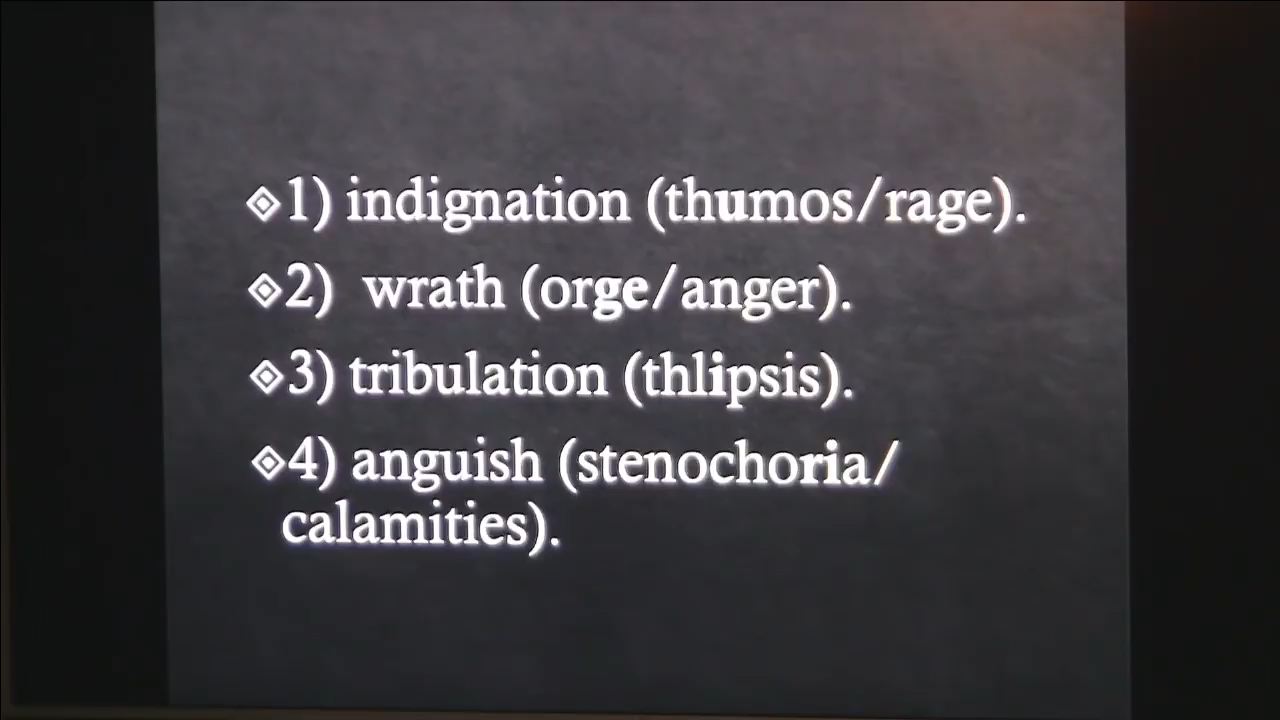 1) indignation (thumos/rage).
2) wrath (orge/anger).
3) tribulation (thlipsis).
4) anguish (stenochoria/
calamities).